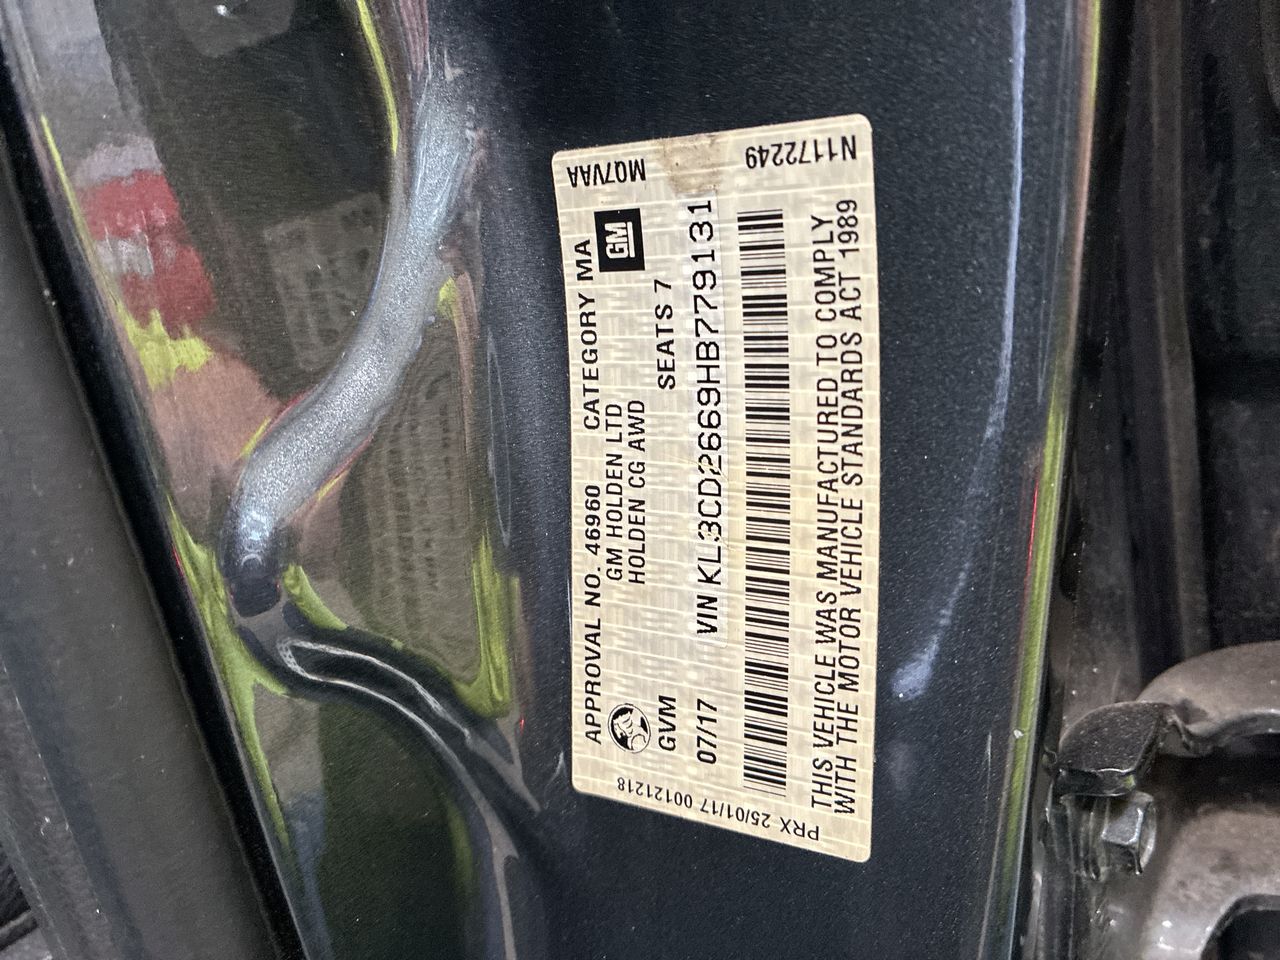 APPROVAL NO. 46960 CATEGORY MA
GM HOLDEN LTD
HOLDEN CG AWD
GM
GVM
SEATS 7
07/17 VIN KL3CD2669HB779131
THIS VEHICLE WAS MANUFACTURED TO COMPLY
WITH THE MOTOR VEHICLE STANDARDS ACT 1989
MQ7VAA
N1172249
PRX 25/01/17 00121218